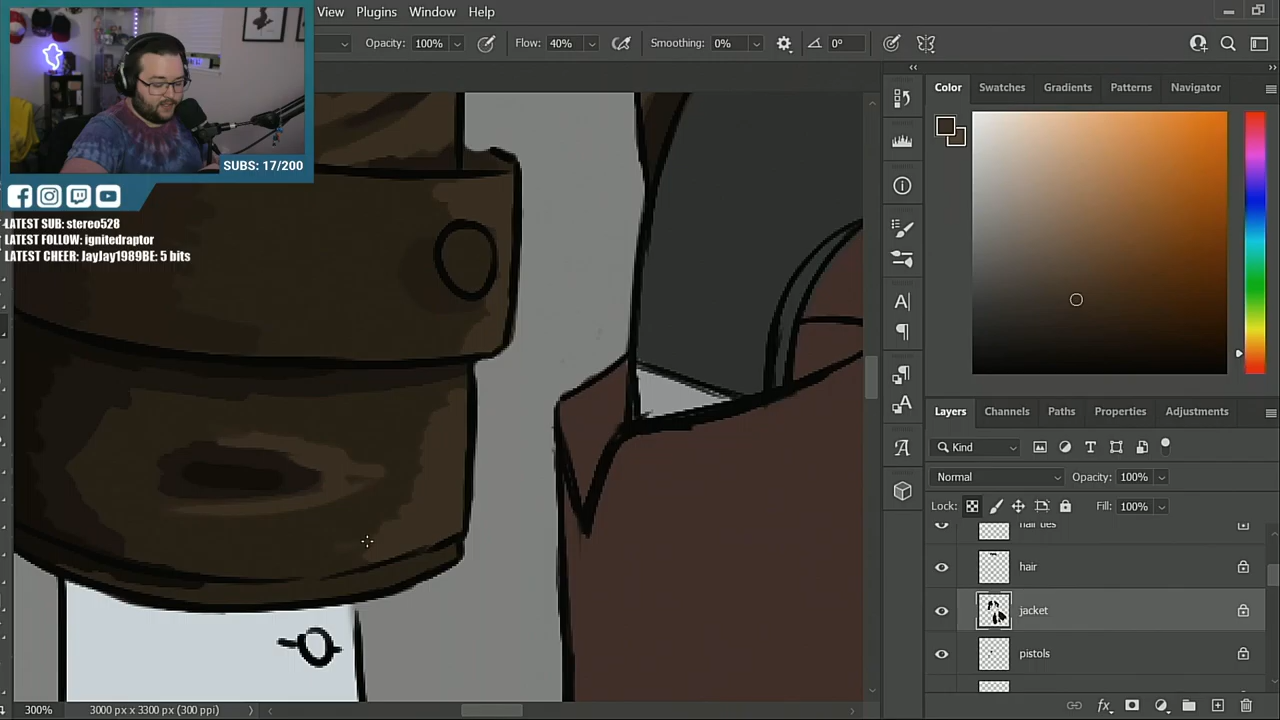 View Plugins Window Help
Opacity: 100% Flow: 40% Smoothing: 0% 0°
SUBS: 17/200
LATEST SUB: stereo528
LATEST FOLLOW: ignitedraptor
LATEST CHEER: JayJay1989BE: 5 bits
Color Swatches Gradients Patterns Navigator
Layers Channels Paths Properties Adjustments
Kind
Normal Opacity: 100%
Lock: Fill: 100%
hair ties
hair
jacket
pistols
300% 3000 px x 3300 px (300 ppi)